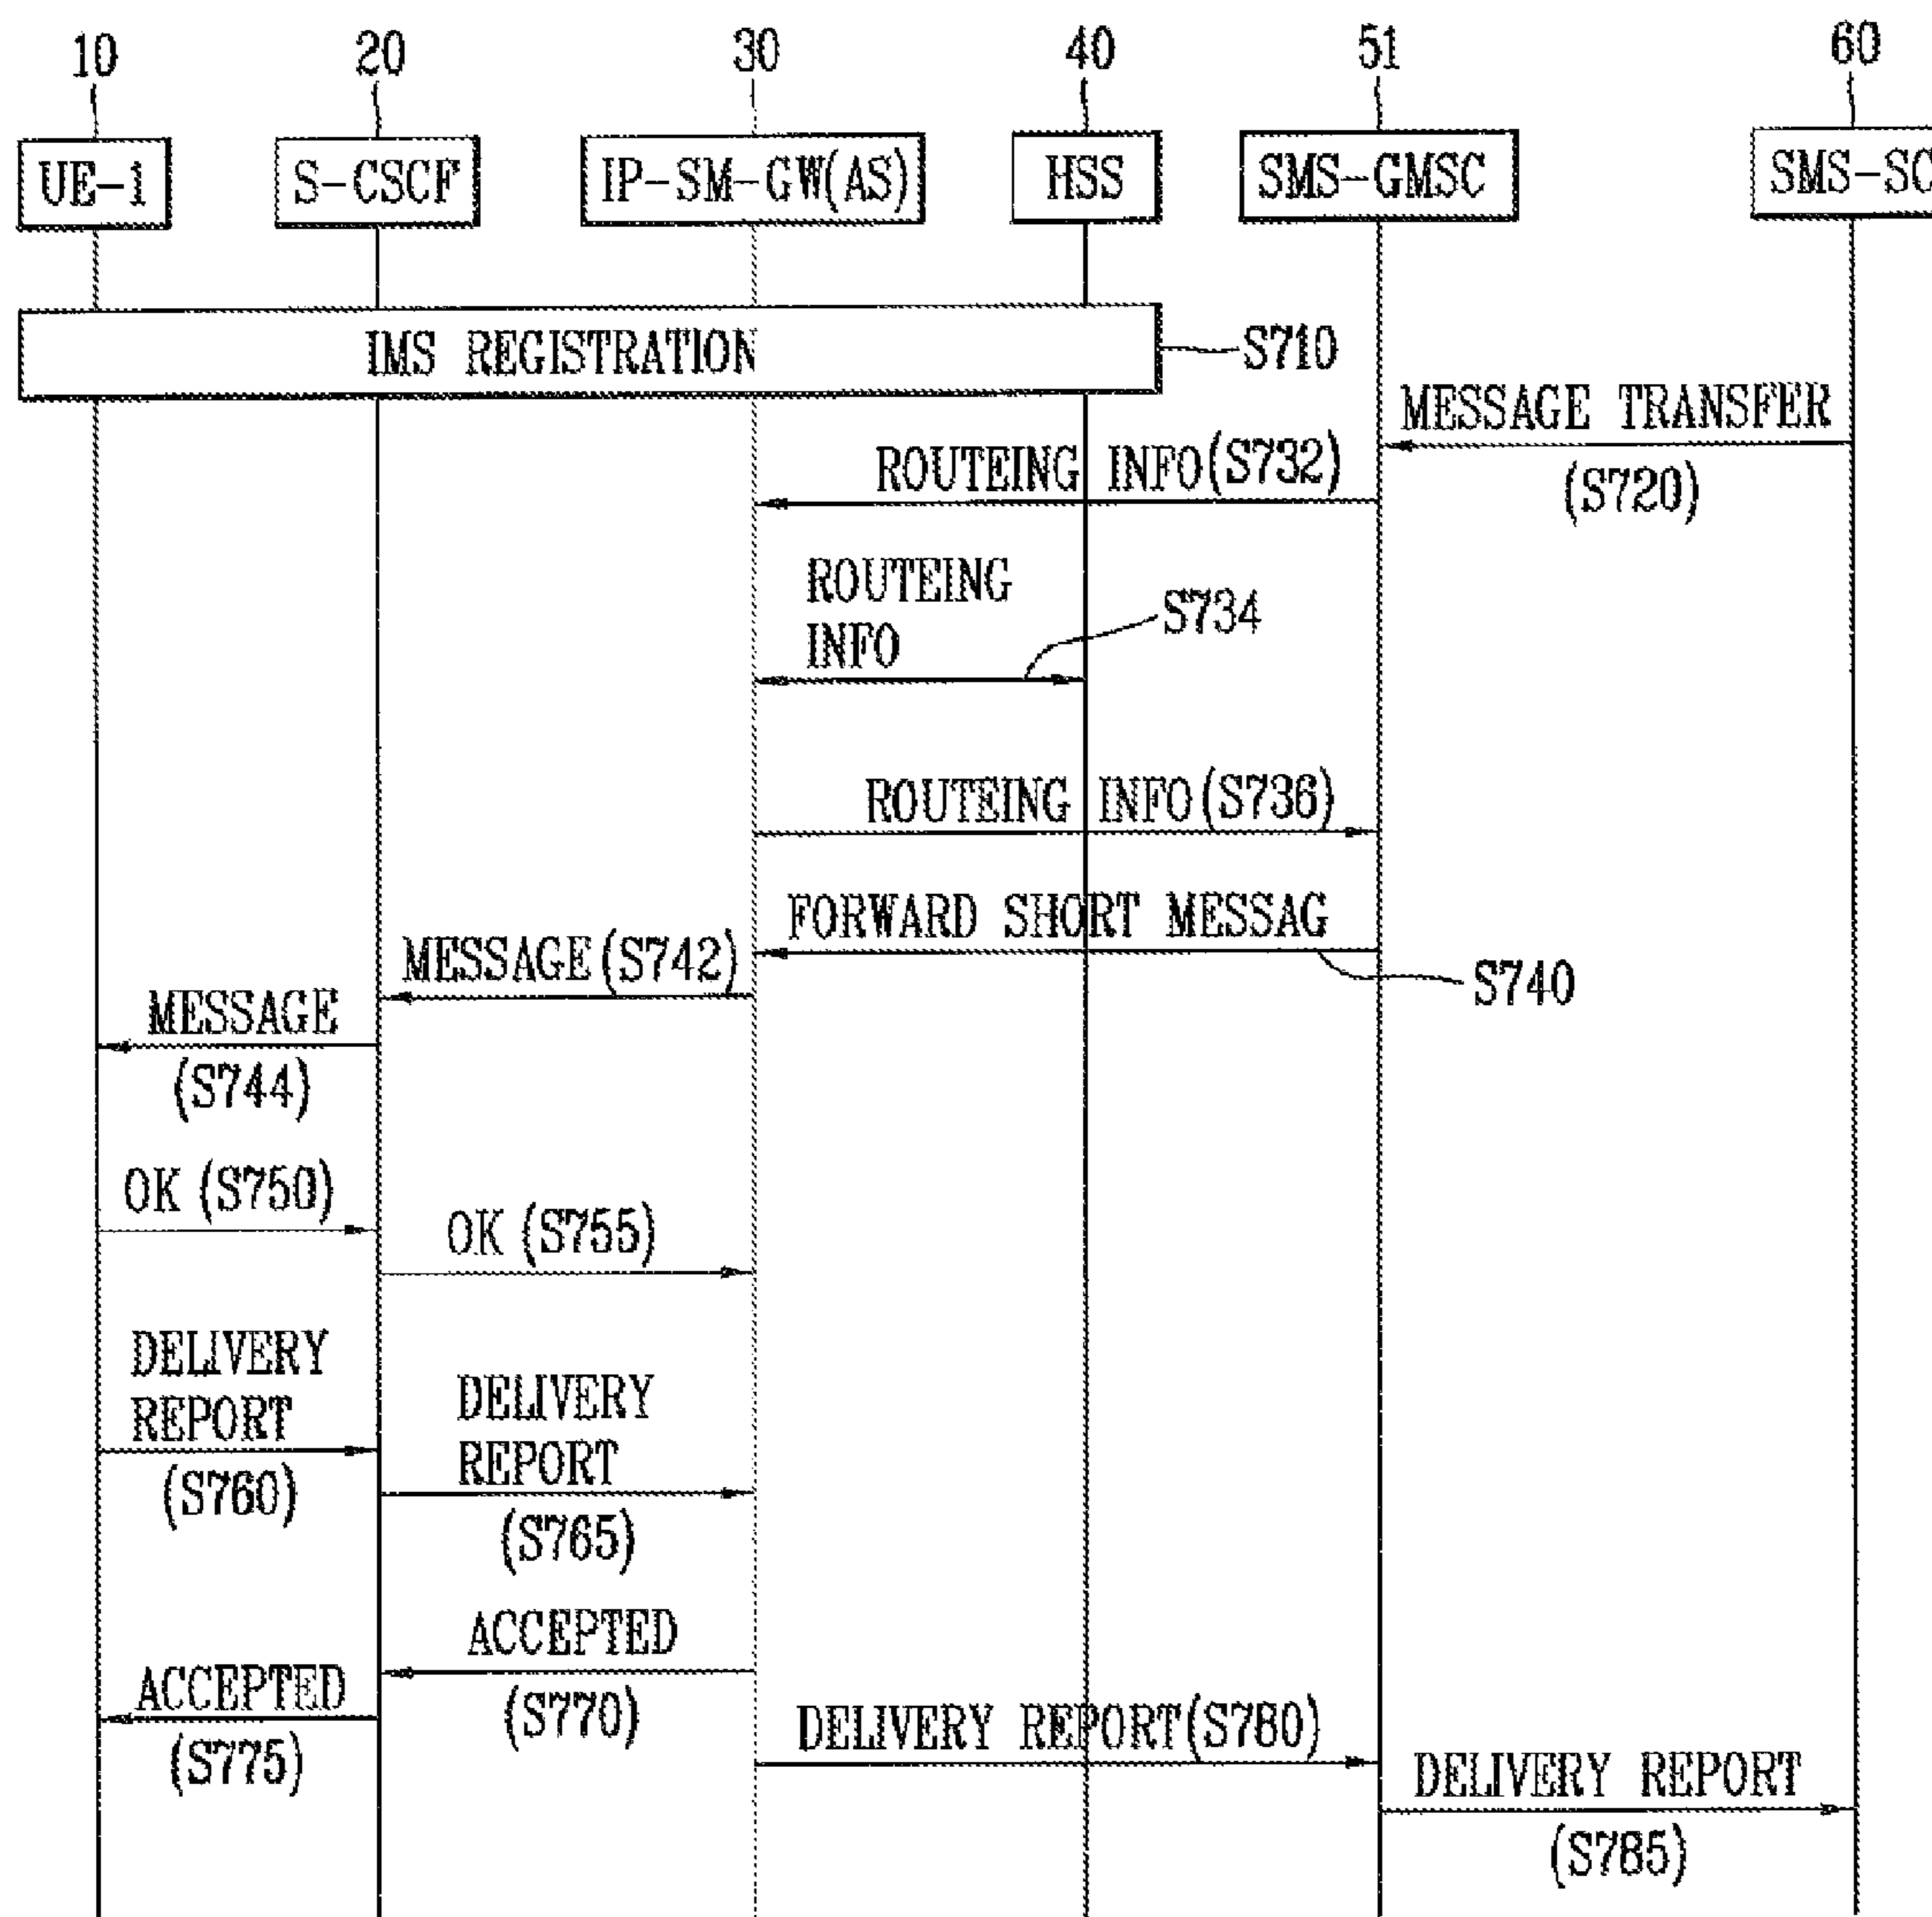 10
20
30
40
51
60
UE-1
S-CSCF
IP-SM-GW(AS)
HSS
SMS-GMSC
SMS-SC
IMS REGISTRATION
S710
MESSAGE TRANSFER
(S720)
ROUTEING INFO(S732)
ROUTEING
INFO
S734
ROUTEING INFO(S736)
FORWARD SHORT MESSAG
S740
MESSAGE(S742)
MESSAGE
(S744)
OK (S750)
OK (S755)
DELIVERY
REPORT
(S760)
DELIVERY
REPORT
(S765)
ACCEPTED
(S770)
ACCEPTED
(S775)
DELIVERY REPORT(S780)
DELIVERY REPORT
(S785)